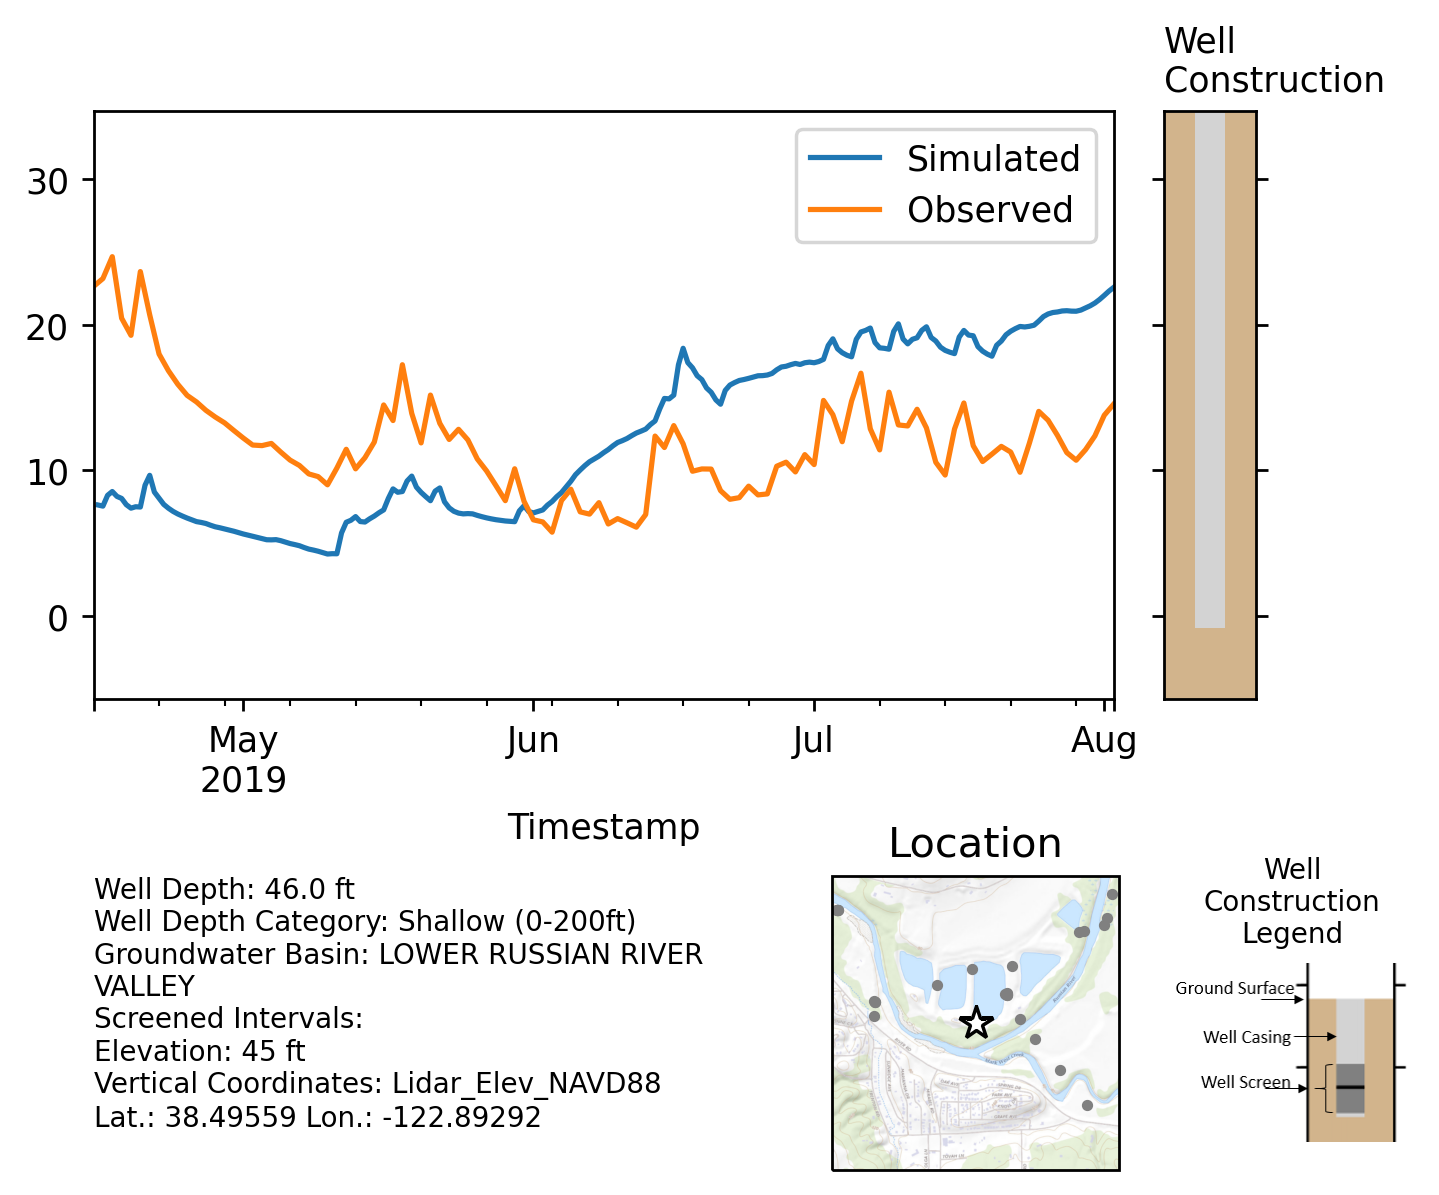 Well
Construction
Simulated
Observed
30
20
10
0
May
2019
Jun
Jul
Aug
Timestamp
Well Depth: 46.0 ft
Well Depth Category: Shallow (0-200ft)
Groundwater Basin: LOWER RUSSIAN RIVER
VALLEY
Screened Intervals:
Elevation: 45 ft
Vertical Coordinates: Lidar_Elev_NAVD88
Lat.: 38.49559 Lon.: -122.89292
Location
Well
Construction
Legend
Ground Surface
Well Casing
Well Screen